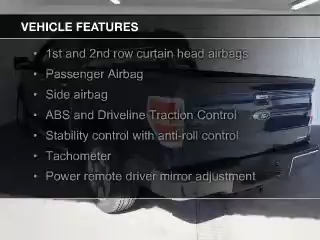 VEHICLE FEATURES
• 1st and 2nd row curtain head airbags
• Passenger Airbag
• Side airbag
• ABS and Driveline Traction Control
• Stability control with anti-roll control
• Tachometer
• Power remote driver mirror adjustment